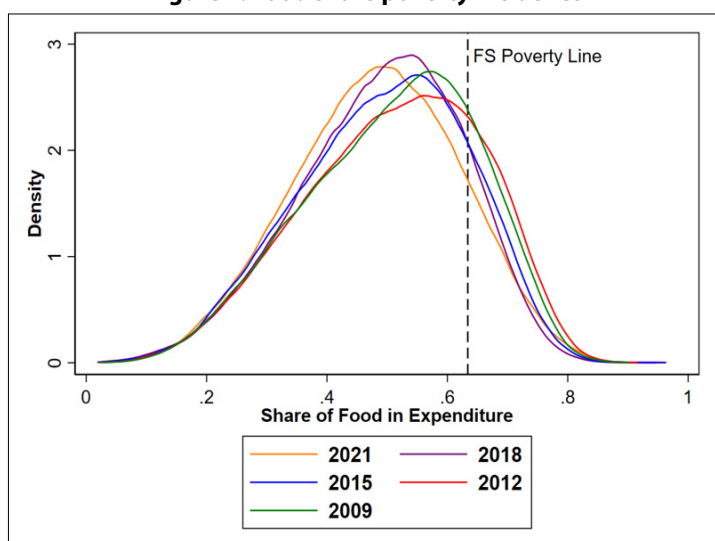 3
FS Poverty Line
2
Density
1
0
0 .2 .4 .6 .8 1
Share of Food in Expenditure
2021 2018
2015 2012
2009